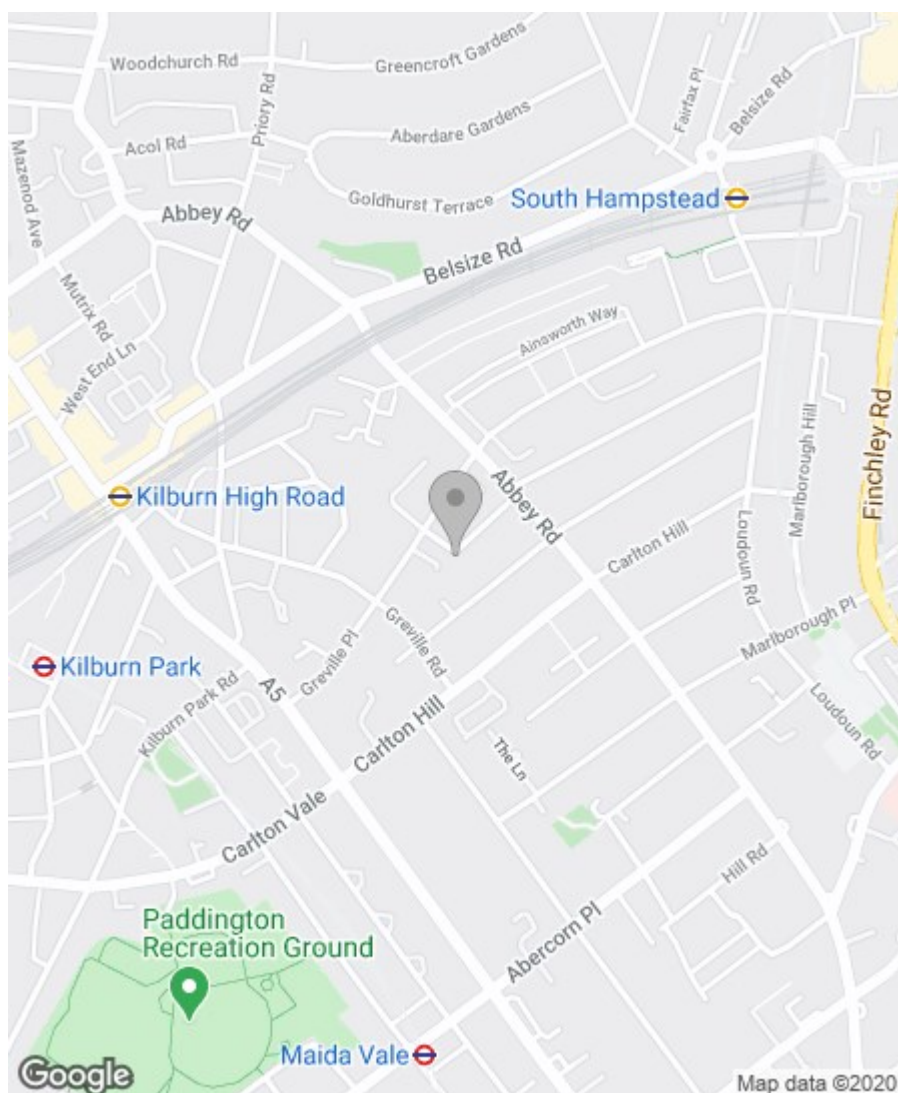 Woodchurch Rd
Greencroft Gardens
Priory Rd
Fairfax Pl
Belsize Rd
Aberdare Gardens
Acol Rd
Mazenod Ave
Goldhurst Terrace
South Hampstead
Abbey Rd
Belsize Rd
Mutrix Rd
West End Ln
Ainsworth Way
Marlborough Hill
Finchley Rd
Kilburn High Road
Abbey Rd
Loudoun Rd
Carlton Hill
Marlborough Pl
Greville Pl
Greville Rd
Kilburn Park
Kilburn Park Rd
A5
Loudoun Rd
Carlton Hill
The Ln
Carlton Vale
Hill Rd
Paddington
Recreation Ground
Abercorn Pl
Maida Vale
Google
Map data ©2020